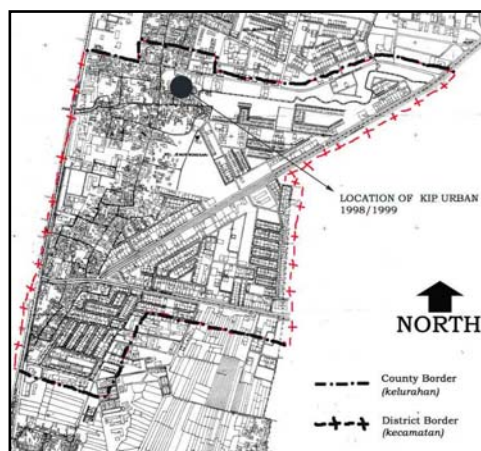 LOCATION OF KIP URBAN
1998/1999
NORTH
County Border
(kelurahan)
District Border
(kecamatan)